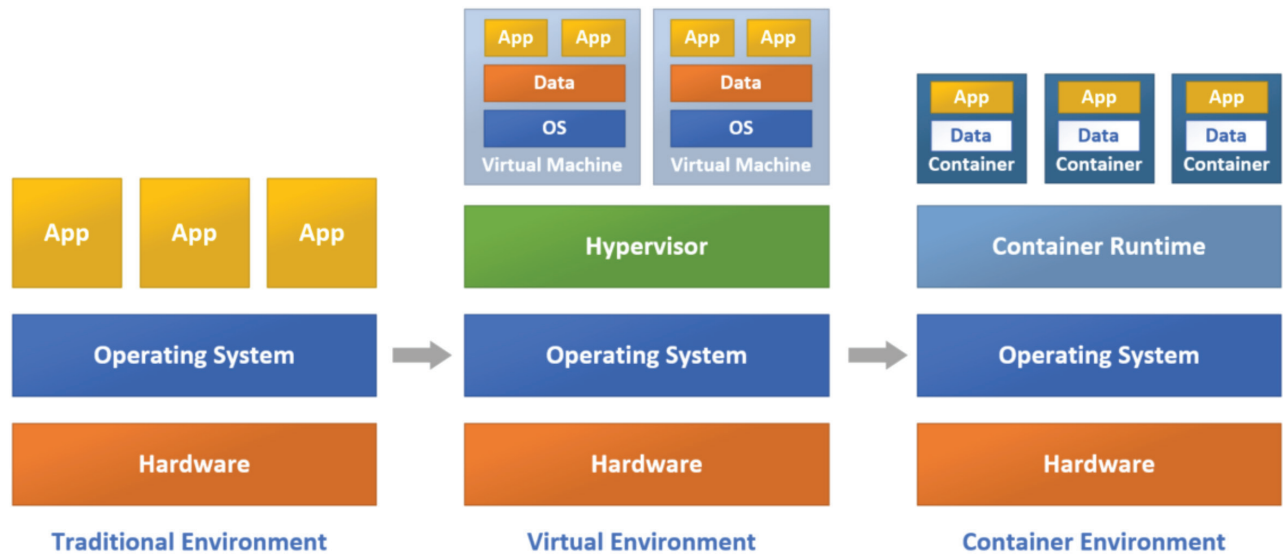 App App App
Operating System
Hardware
Traditional Environment
App App App App
Data Data
OS OS
Virtual Machine Virtual Machine
Hypervisor
Operating System
Hardware
Virtual Environment
App App App
Data Data Data
Container Container Container
Container Runtime
Operating System
Hardware
Container Environment